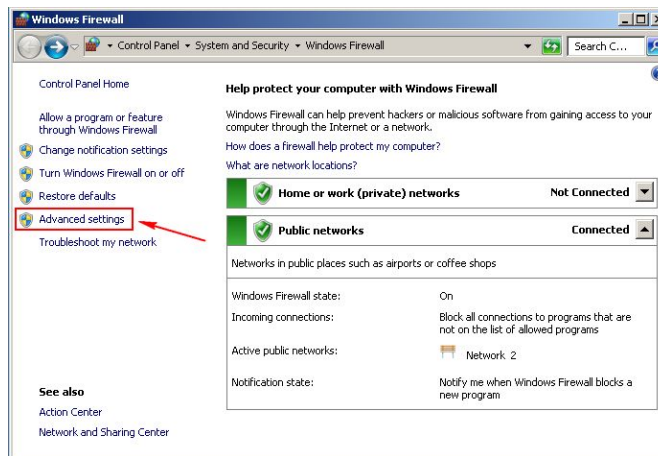 Windows Firewall
Control Panel
System and Security
Windows Firewall
Search C...
Control Panel Home
Allow a program or feature
through Windows Firewall
Change notification settings
Turn Windows Firewall on or off
Restore defaults
Advanced settings
Troubleshoot my network
See also
Action Center
Network and Sharing Center
Help protect your computer with Windows Firewall
Windows Firewall can help prevent hackers or malicious software from gaining access to your
computer through the Internet or a network.
How does a firewall help protect my computer?
What are network locations?
Home or work (private) networks Not Connected
Public networks Connected
Networks in public places such as airports or coffee shops
Windows Firewall state: On
Incoming connections: Block all connections to programs that are
not on the list of allowed programs
Active public networks: Network 2
Notification state: Notify me when Windows Firewall blocks a
new program